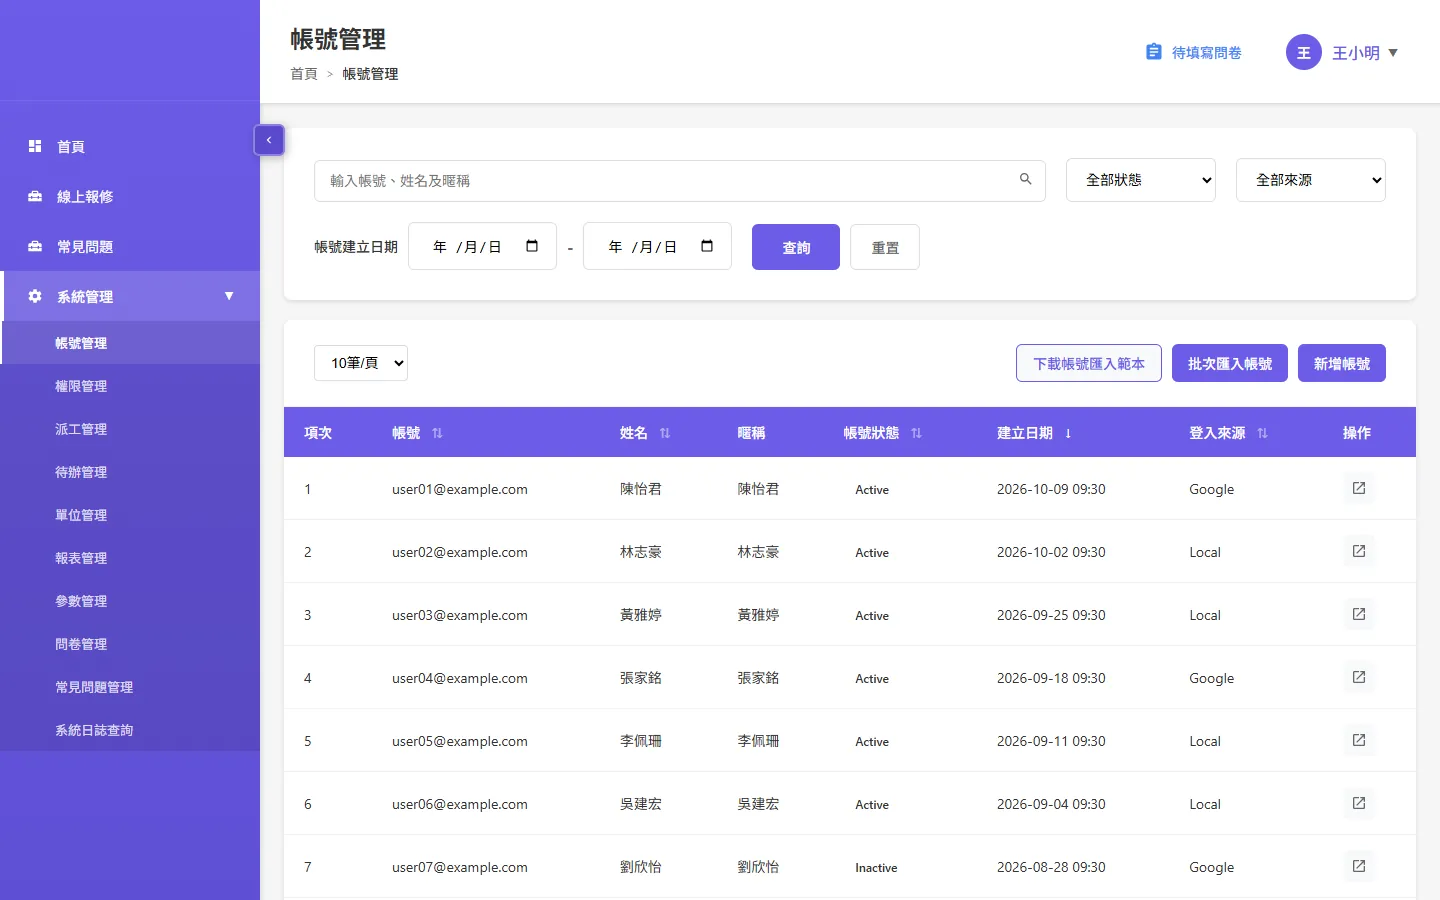 帳號管理
首頁 > 帳號管理
待填寫問卷
王 王小明 ▼
首頁
線上報修
常見問題
系統管理 ▼
帳號管理
權限管理
派工管理
待辦管理
單位管理
報表管理
參數管理
問卷管理
常見問題管理
系統日誌查詢
輸入帳號、姓名及暱稱 全部狀態 全部來源
帳號建立日期 年 /月/日 - 年 /月/日 查詢 重置
10筆/頁 下載帳號匯入範本 批次匯入帳號 新增帳號
項次 帳號 姓名 暱稱 帳號狀態 建立日期 ↓ 登入來源 操作
1 user01@example.com 陳怡君 陳怡君 Active 2026-10-09 09:30 Google
2 user02@example.com 林志豪 林志豪 Active 2026-10-02 09:30 Local
3 user03@example.com 黃雅婷 黃雅婷 Active 2026-09-25 09:30 Local
4 user04@example.com 張家銘 張家銘 Active 2026-09-18 09:30 Google
5 user05@example.com 李佩珊 李佩珊 Active 2026-09-11 09:30 Local
6 user06@example.com 吳建宏 吳建宏 Active 2026-09-04 09:30 Local
7 user07@example.com 劉欣怡 劉欣怡 Inactive 2026-08-28 09:30 Google